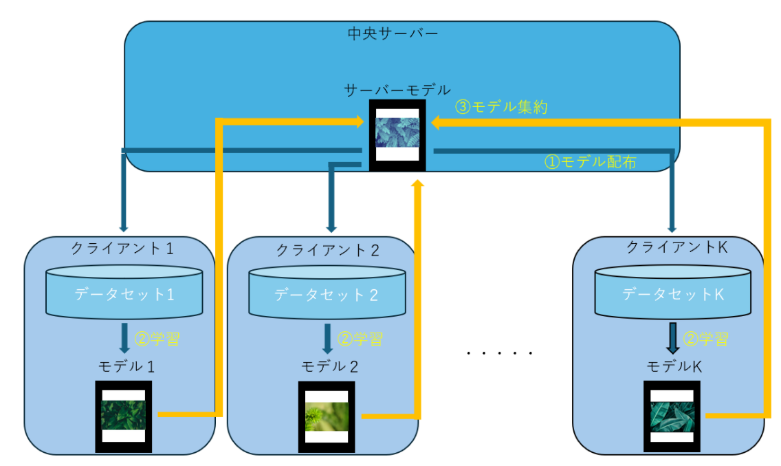 中央サーバー
サーバーモデル
③モデル集約
①モデル配布
クライアント1
クライアント2
クライアントK
データセット1
データセット2
データセットK
②学習
②学習
②学習
モデル1
モデル2
・・・・・
モデルK